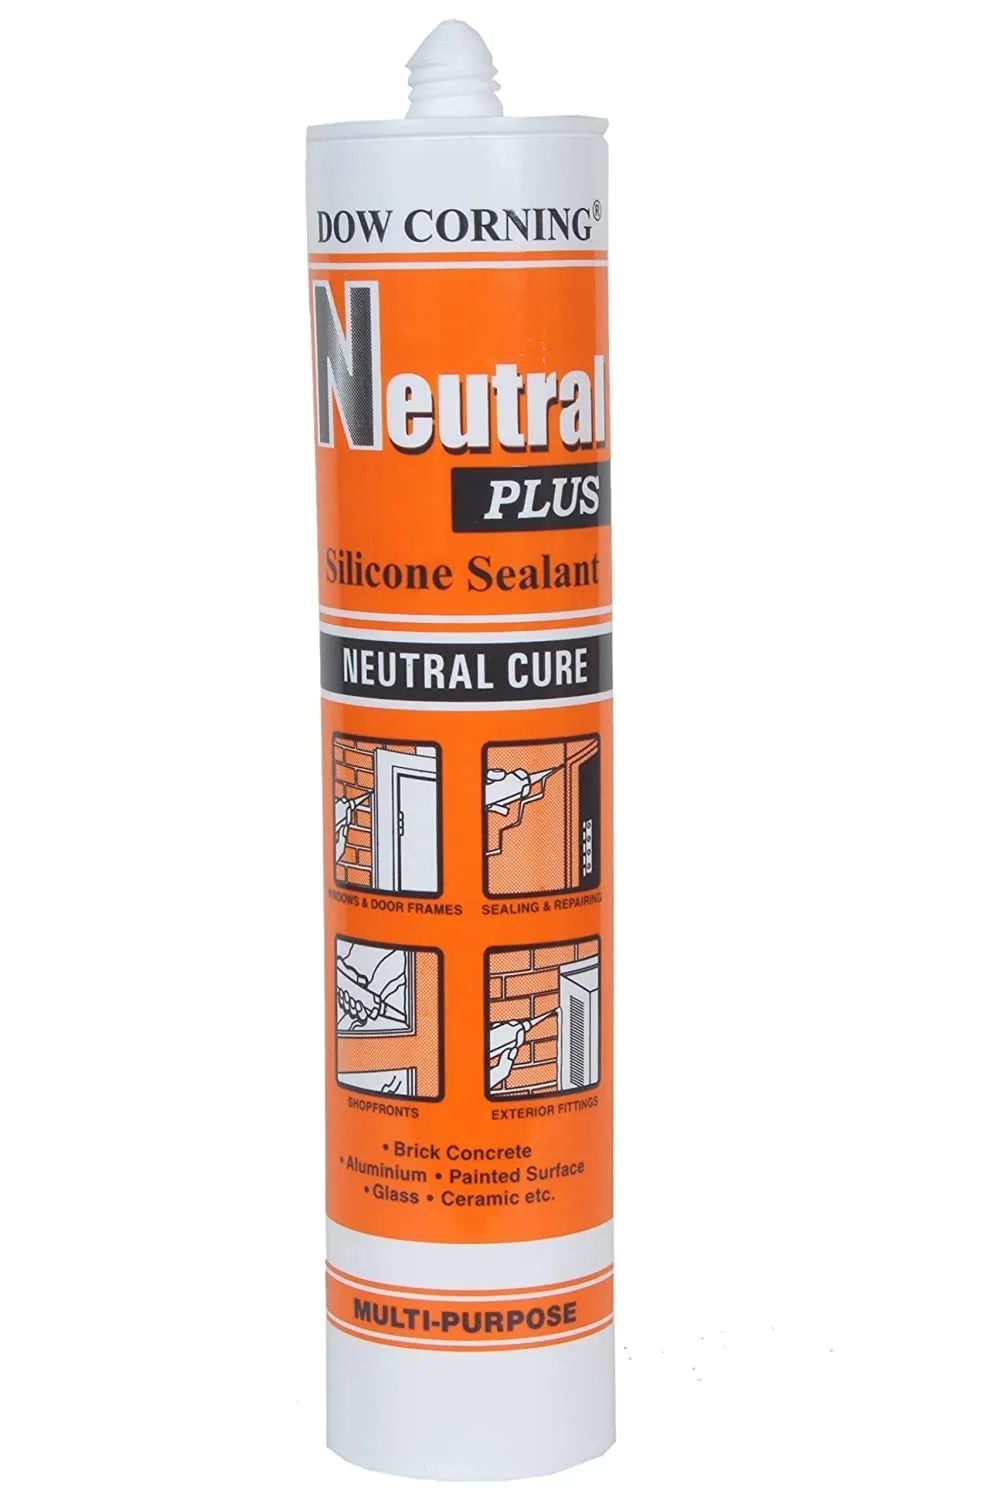 DOW CORNING®
Neutral
PLUS
Silicone Sealant
NEUTRAL CURE
& DOOR FRAMES
SEALING & REPAIRING
SHOPFRONTS
EXTERIOR FITTINGS
• Brick Concrete
• Aluminium • Painted Surface
• Glass • Ceramic etc.
MULTI-PURPOSE